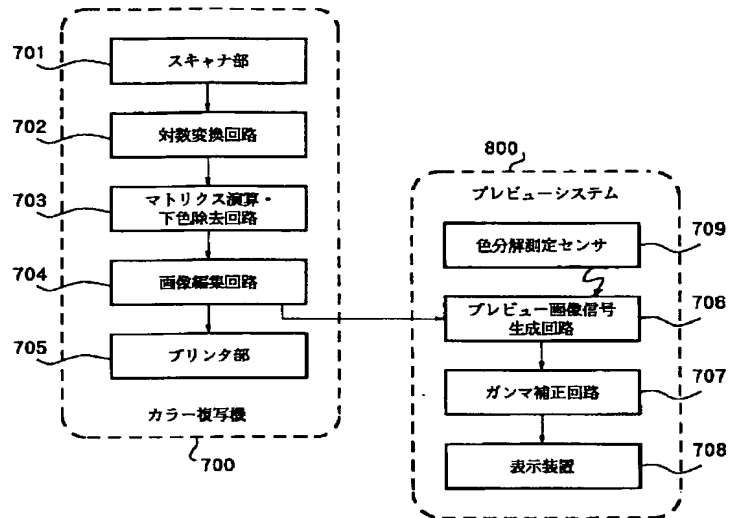 701
スキャナ部
702
対数変換回路
703
マトリクス演算・
下色除去回路
704
画像編集回路
705
プリンタ部
カラー複写機
700
800
プレビューシステム
色分解測定センサ
709
プレビュー画像信号
生成回路
706
ガンマ補正回路
707
表示装置
708